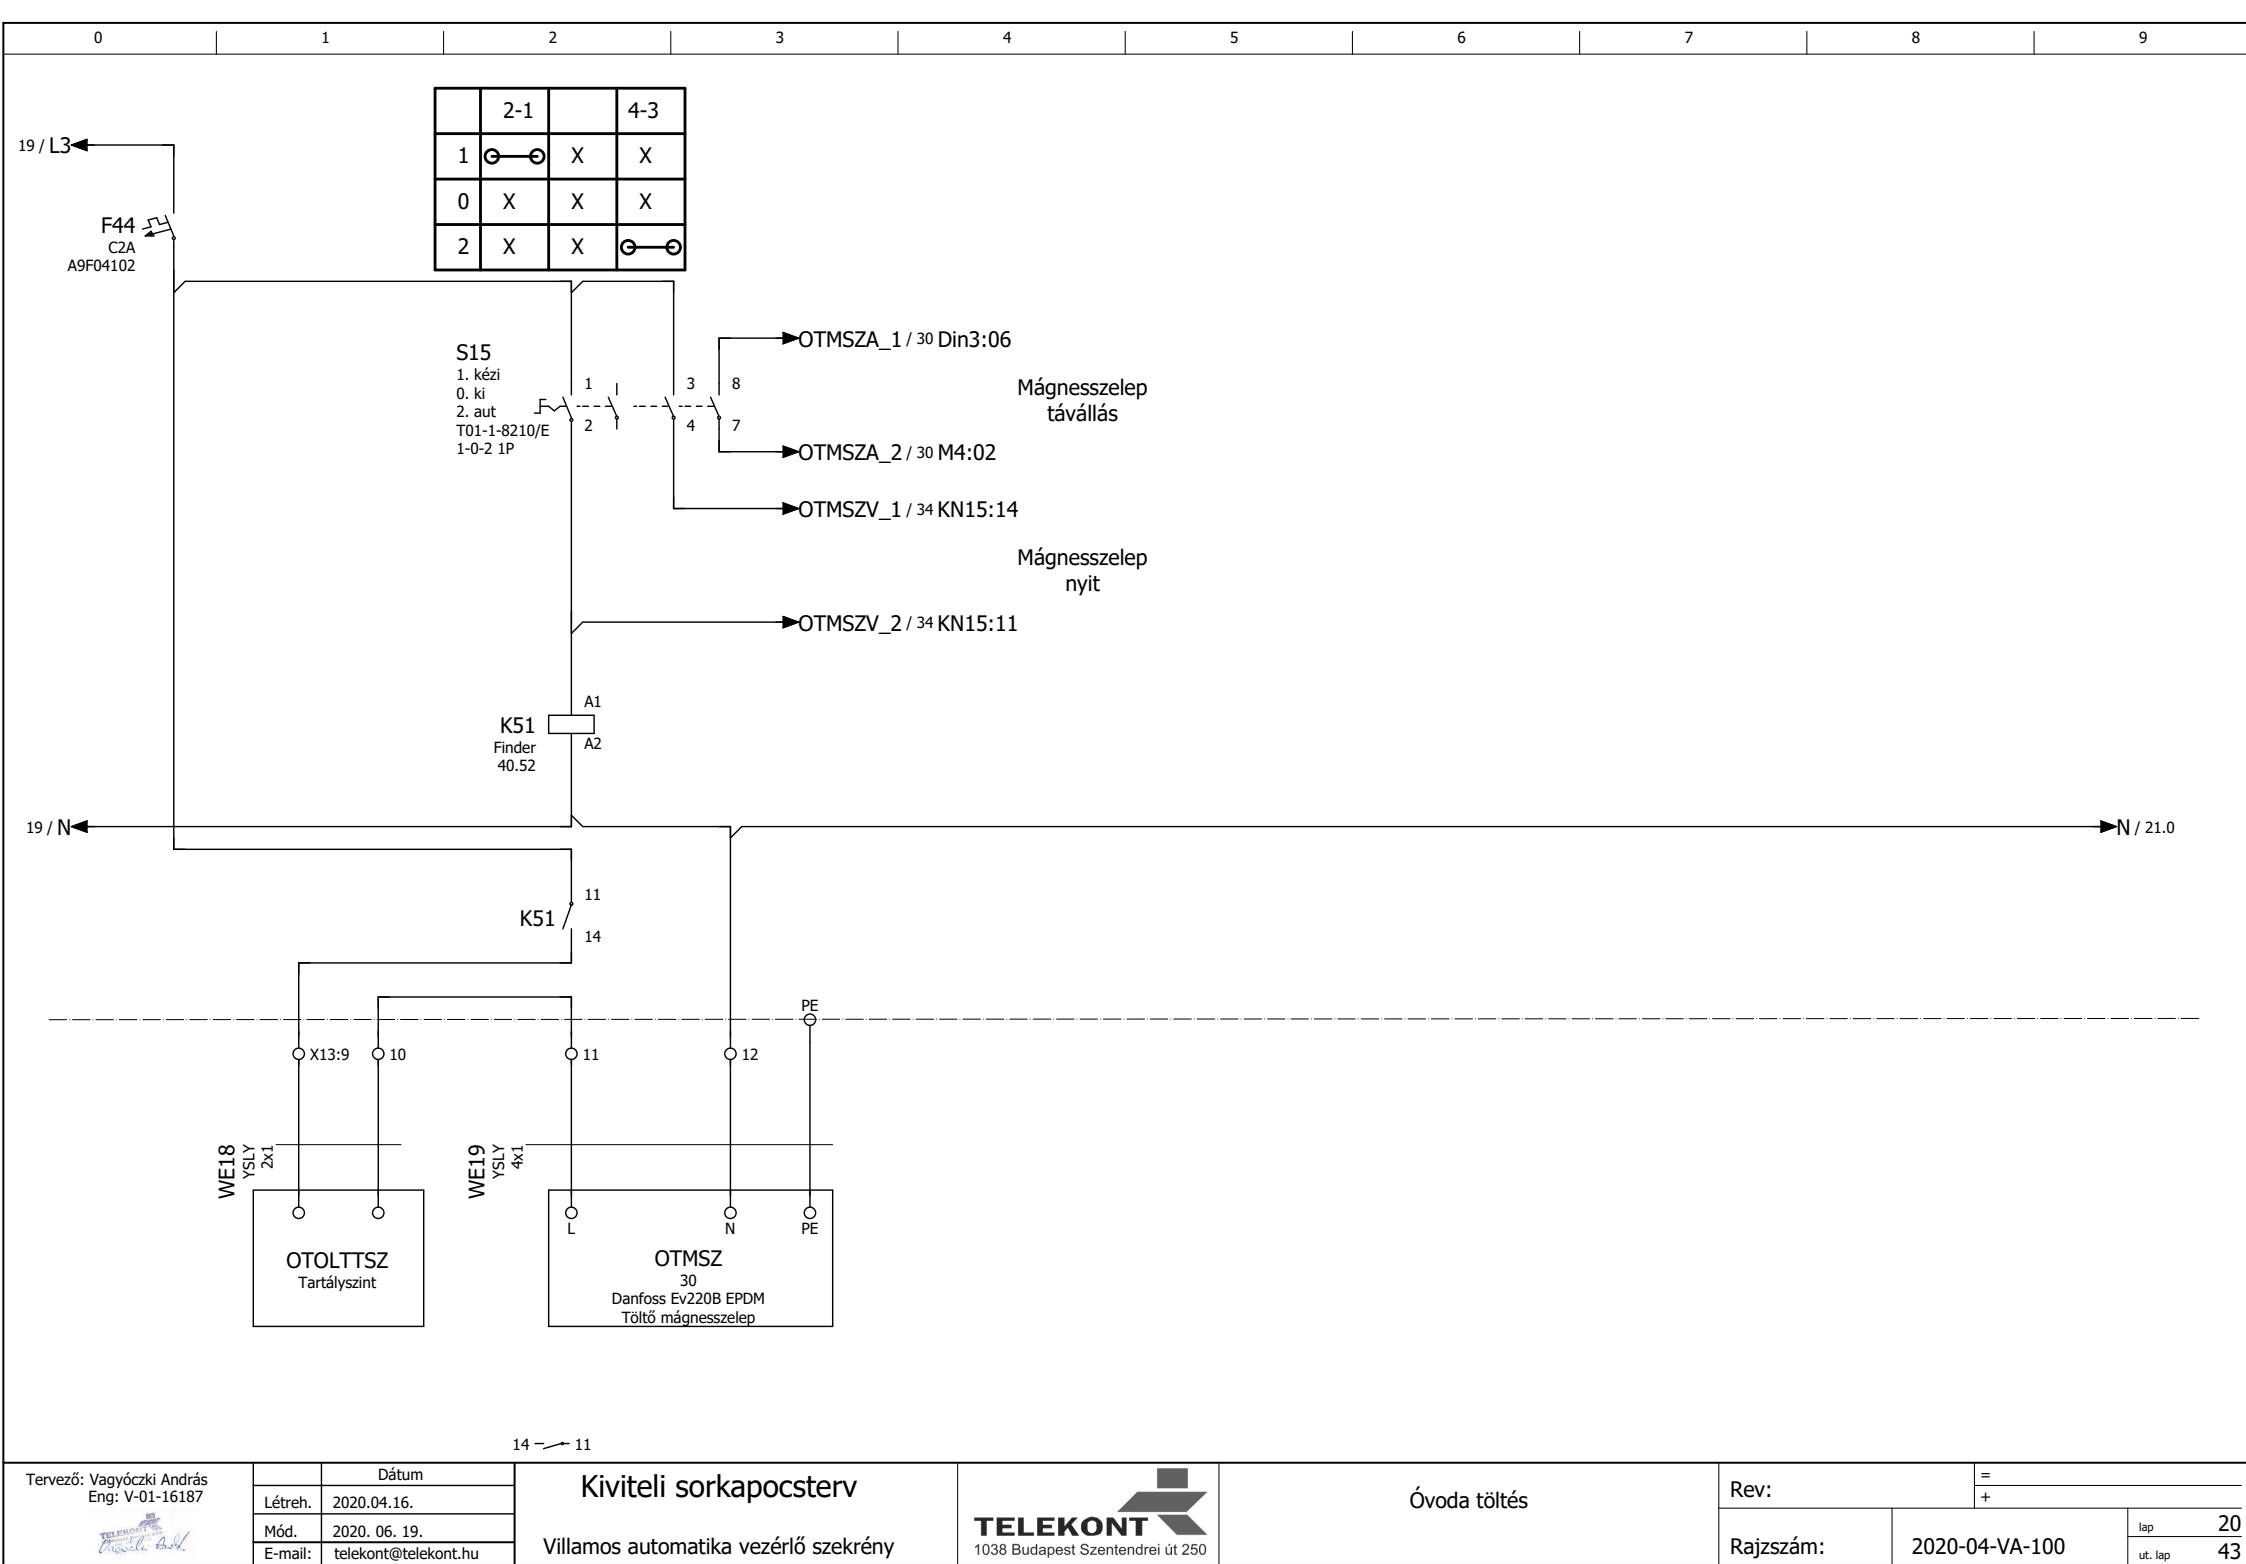 0 1 2 3 4 5 6 7 8 9
2-1 4-3
1 X X
0 X X X
2 X X
19 / L3
F44
C2A
A9F04102
S15
1. kézi
0. ki
2. aut
T01-1-8210/E
1-0-2 1P
1
2
3
4
8
7
OTMSZA_1 / 30 Din3:06
Mágnesszelep
távállás
OTMSZA_2 / 30 M4:02
OTMSZV_1 / 34 KN15:14
Mágnesszelep
nyit
OTMSZV_2 / 34 KN15:11
A1
K51
A2
Finder
40.52
19 / N
N / 21.0
11
K51
14
PE
X13:9
10
11
12
WE18
YSLY
2x1
WE19
YSLY
4x1
L
N
PE
OTOLTTSZ
Tartályszint
OTMSZ
30
Danfoss Ev220B EPDM
Töltő mágnesszelep
14 11
Tervező: Vagyóczki András
Eng: V-01-16187
TELEKONT
Dátum
Létreh. 2020.04.16.
Mód. 2020. 06. 19.
E-mail: telekont@telekont.hu
Kiviteli sorkapocsterv
Villamos automatika vezérlő szekrény
TELEKONT
1038 Budapest Szentendrei út 250
Óvoda töltés
Rev:
=
+
Rajzszám: 2020-04-VA-100
lap 20
ut. lap 43